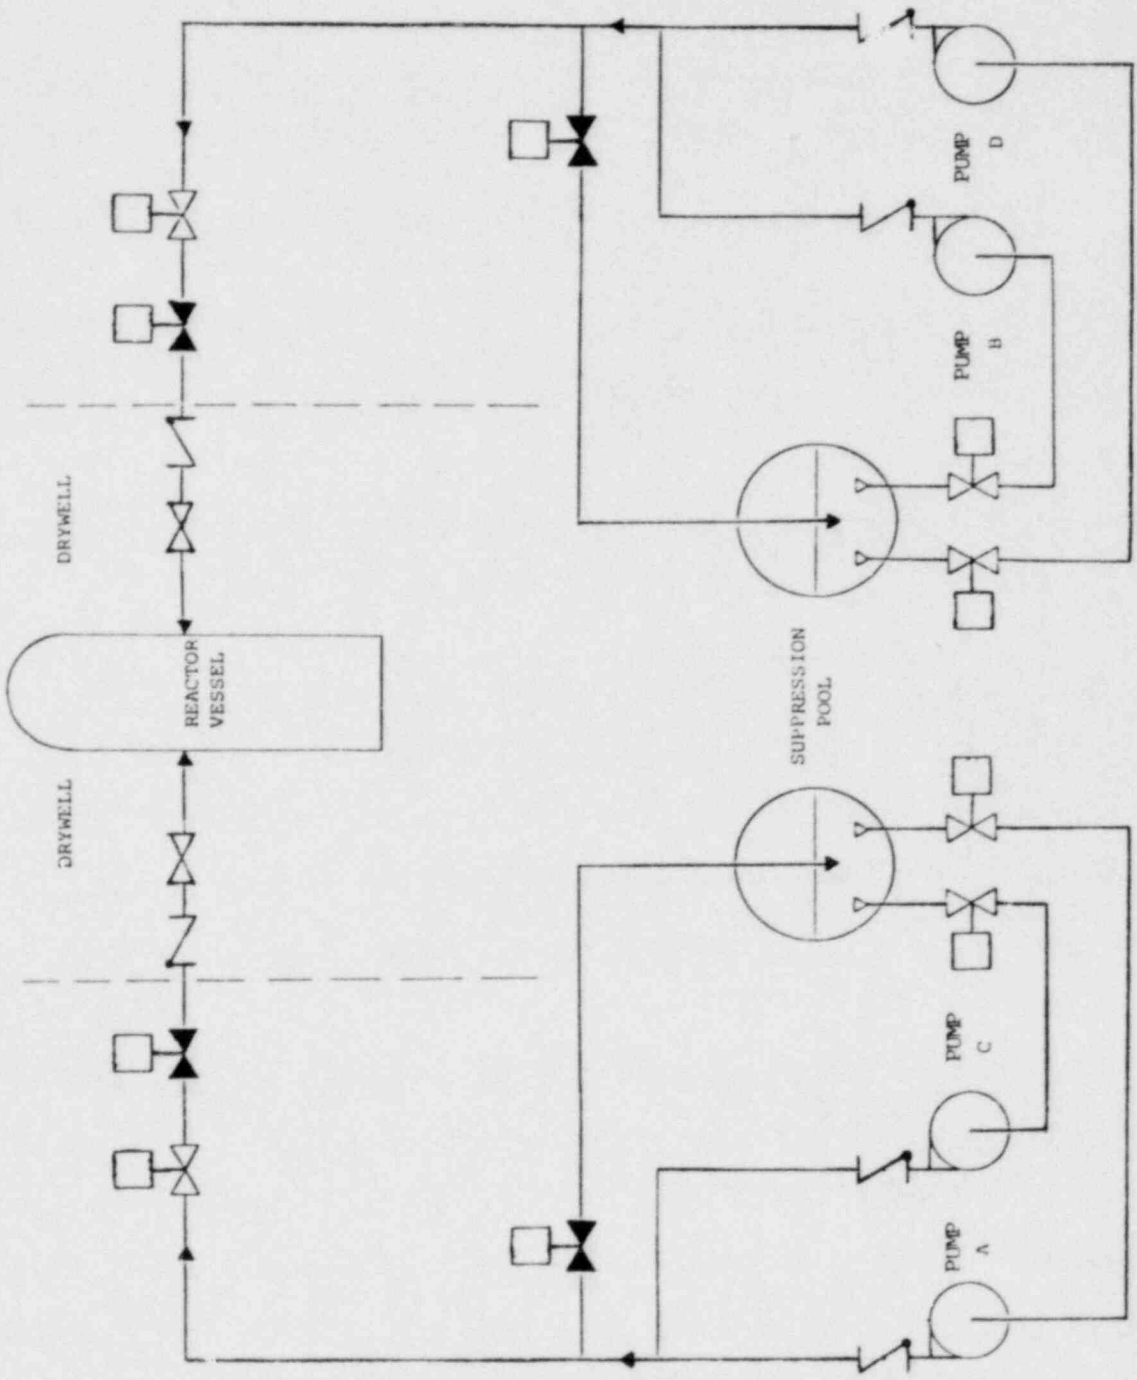 DRYWELL
DRYWELL
REACTOR
VESSEL
SUPPRESSION
POOL
PUMP
A
PUMP
C
PUMP
B
PUMP
D